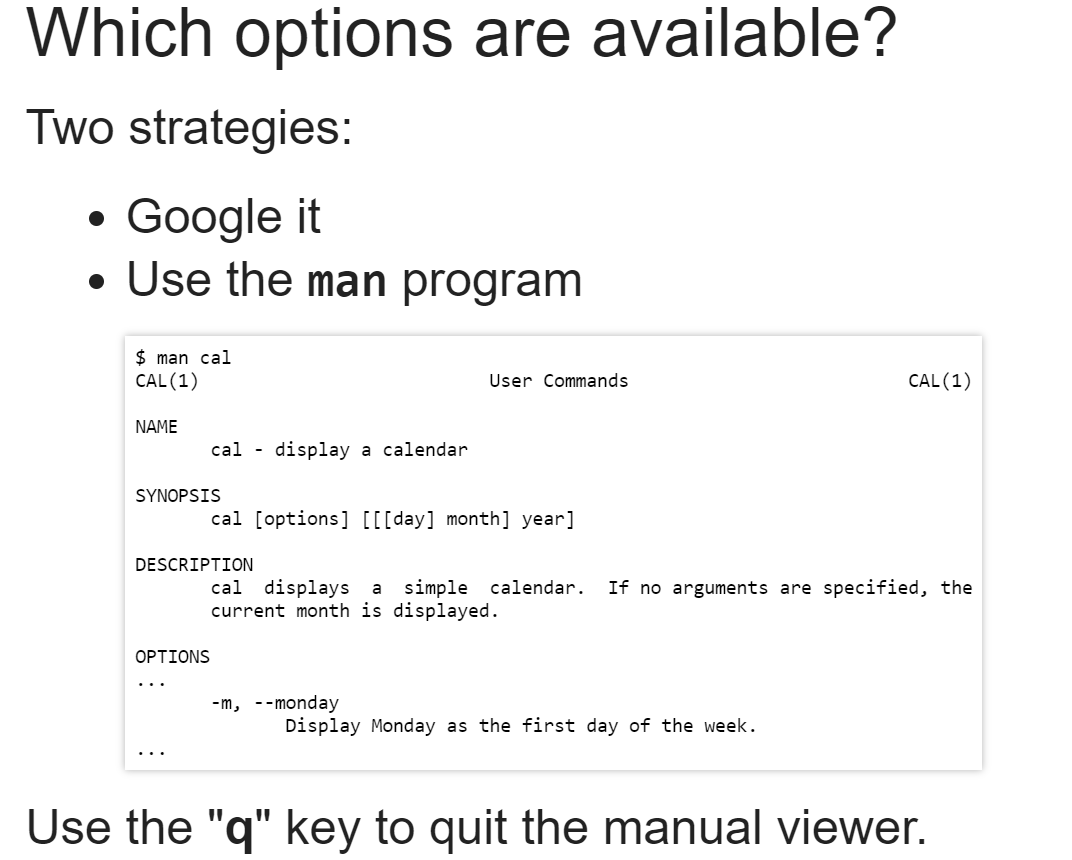 Which options are available?
Two strategies:
• Google it
• Use the man program
$ man cal
CAL(1)                           User Commands                          CAL(1)
NAME
       cal - display a calendar
SYNOPSIS
       cal [options] [[[day] month] year]
DESCRIPTION
       cal  displays  a  simple  calendar.  If no arguments are specified, the
       current month is displayed.
OPTIONS
...
       -m, --monday
              Display Monday as the first day of the week.
...
Use the "q" key to quit the manual viewer.